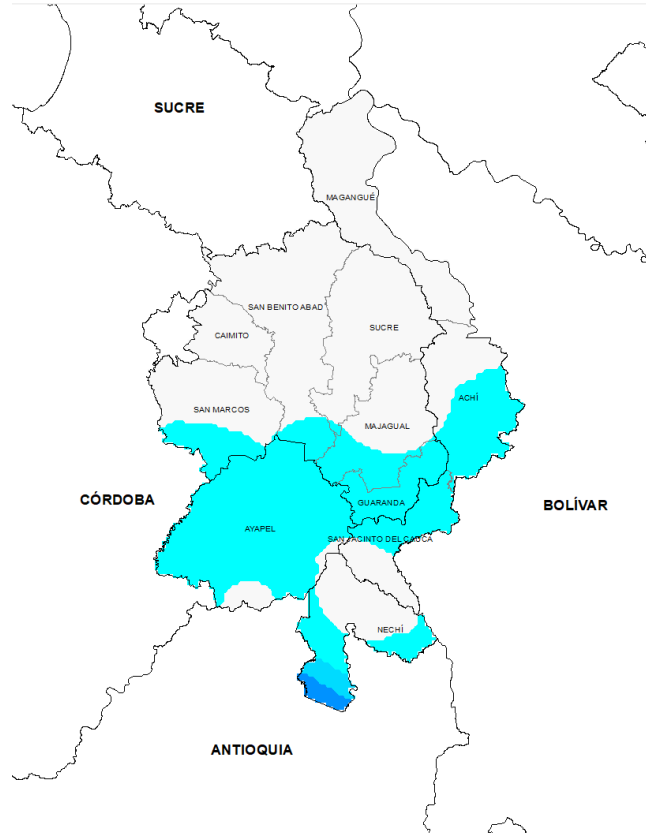 SUCRE
MAGANGUÉ
SAN BENITO ABAD
SUCRE
CAIMITO
ACHÍ
SAN MARCOS
MAJAGUAL
CÓRDOBA
GUARANDA
BOLÍVAR
AYAPEL
SAN JACINTO DEL CAUCA
NECHÍ
ANTIOQUIA